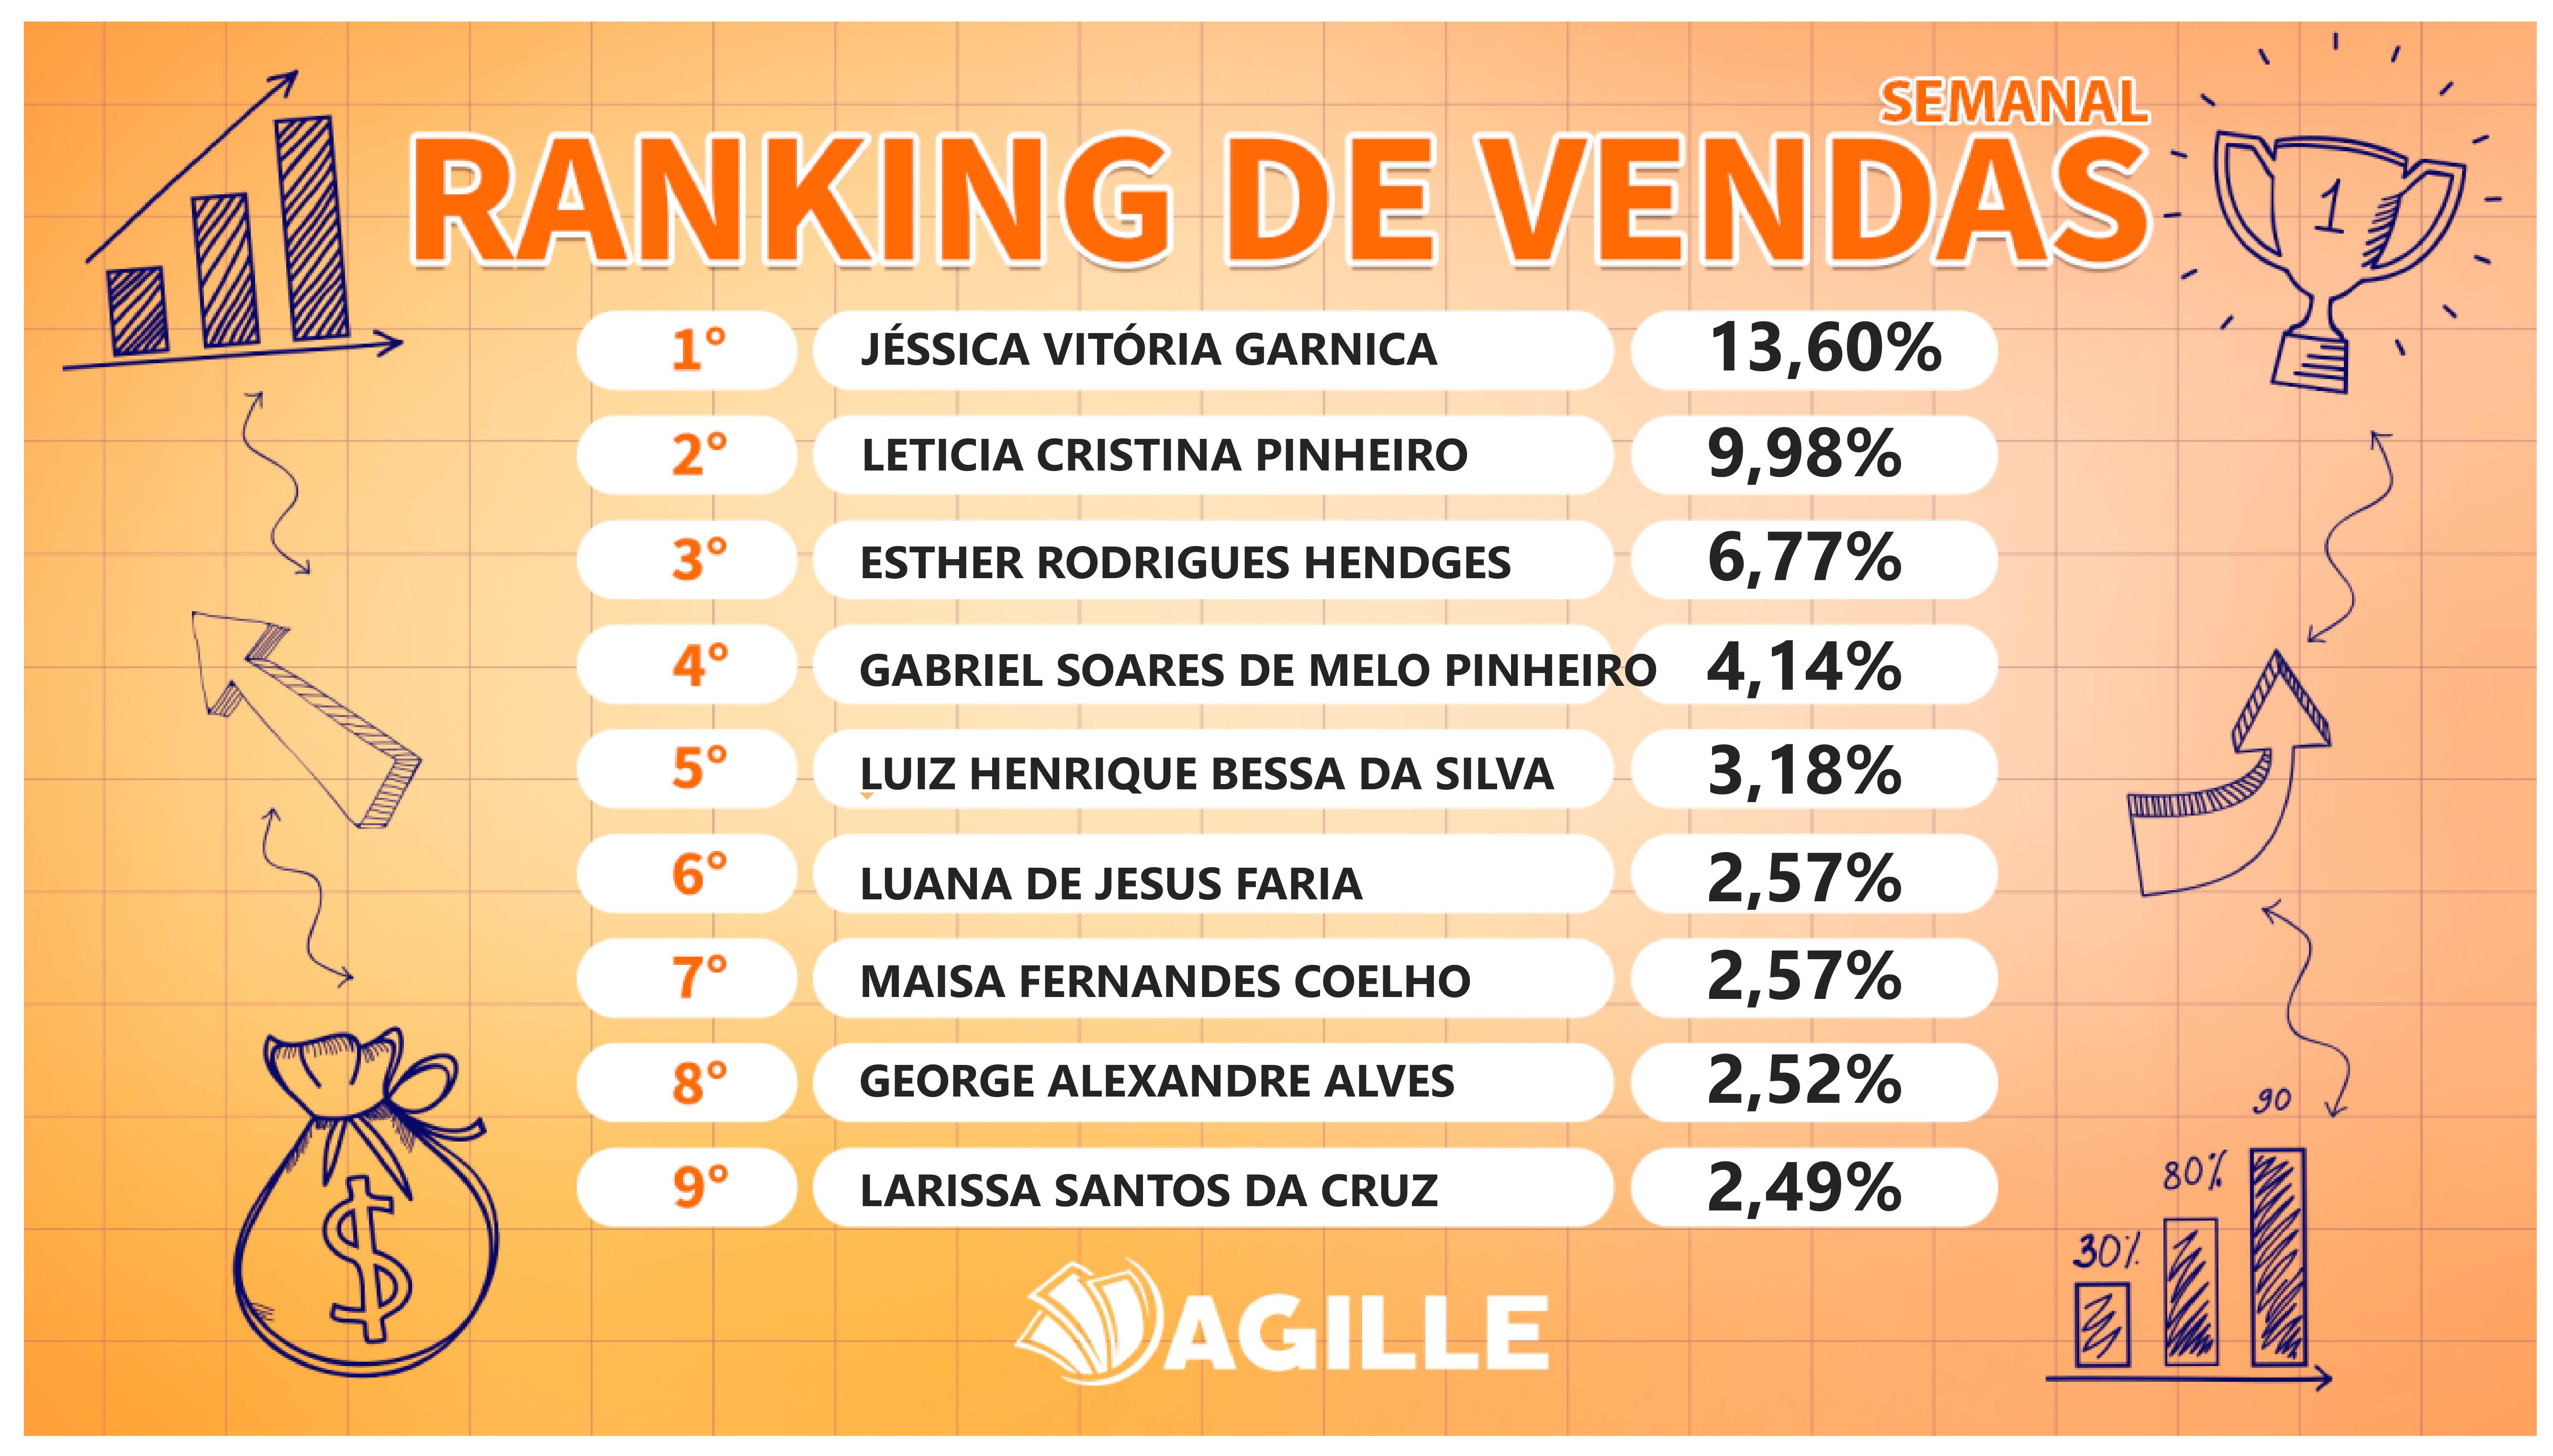 SEMANAL
RANKING DE VENDAS
1
1° JÉSSICA VITÓRIA GARNICA 13,60%
2° LETICIA CRISTINA PINHEIRO 9,98%
3° ESTHER RODRIGUES HENDGES 6,77%
4° GABRIEL SOARES DE MELO PINHEIRO 4,14%
5° LUIZ HENRIQUE BESSA DA SILVA 3,18%
6° LUANA DE JESUS FARIA 2,57%
7° MAISA FERNANDES COELHO 2,57%
8° GEORGE ALEXANDRE ALVES 2,52%
9° LARISSA SANTOS DA CRUZ 2,49%
90
80%
30%
$
AGILLE